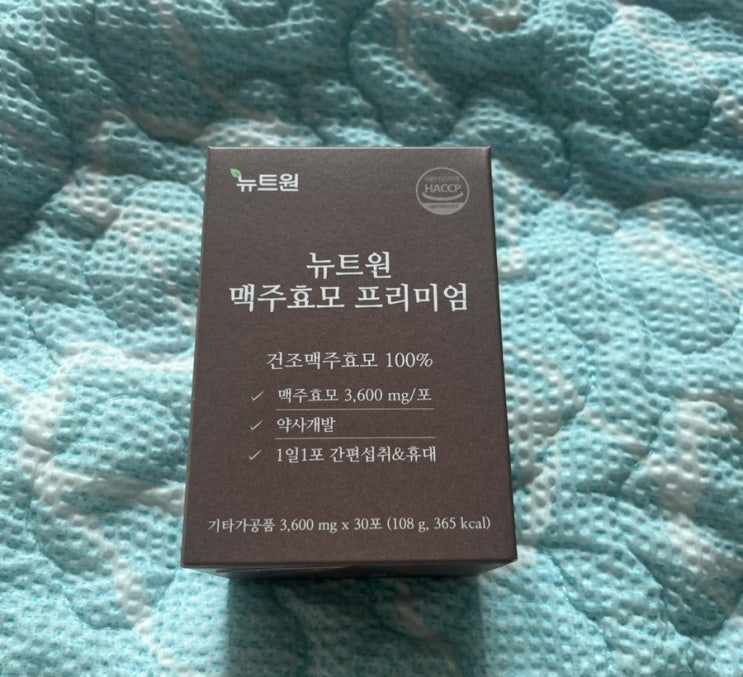 뉴트원
HACCP
뉴트원
맥주효모 프리미엄
건조맥주효모 100%
맥주효모 3,600 mg/포
약사개발
1일1포 간편섭취&휴대
기타가공품 3,600 mg x 30포 (108 g, 365 kcal)